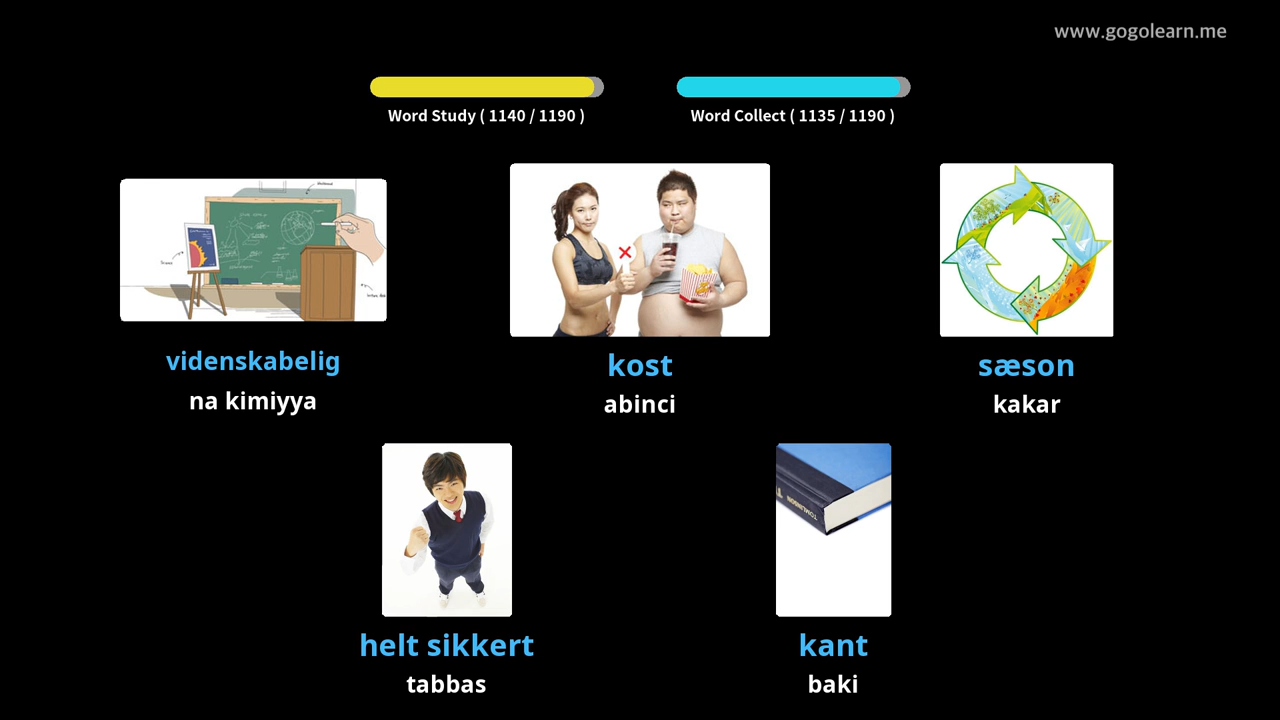 www.gogolearn.me
Word Study ( 1140 / 1190 )
Word Collect ( 1135 / 1190 )
videnskabelig
na kimiyya
kost
abinci
sæson
kakar
TOMLINSON
helt sikkert
tabbas
kant
baki